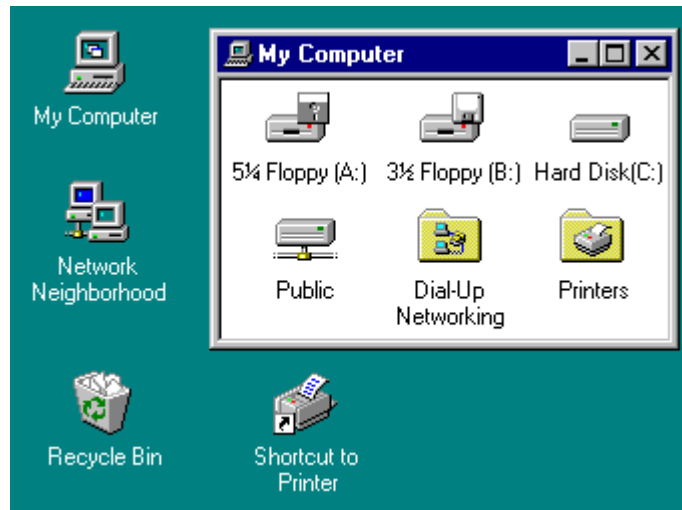 My Computer
My Computer
5¼ Floppy (A:)
3½ Floppy (B:)
Hard Disk(C:)
Public
Dial-Up
Networking
Printers
Network
Neighborhood
Recycle Bin
Shortcut to
Printer